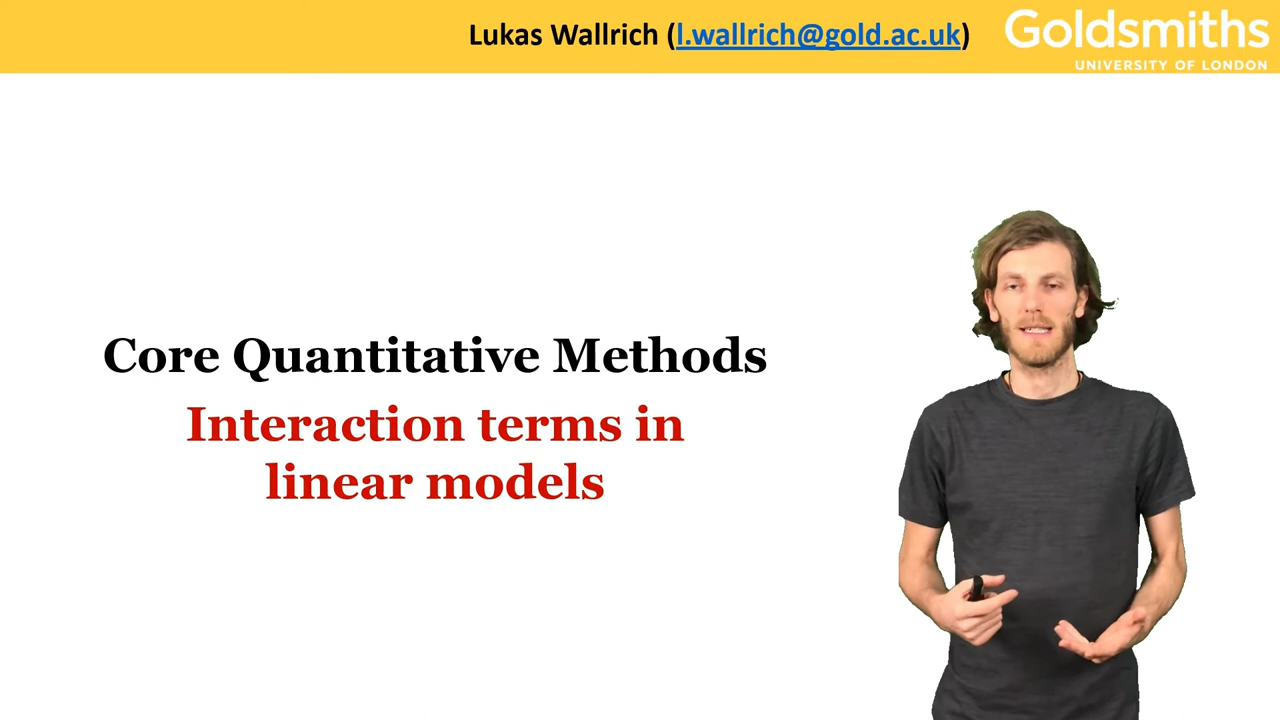 Lukas Wallrich (l.wallrich@gold.ac.uk)
Goldsmiths
UNIVERSITY OF LONDON
Core Quantitative Methods
Interaction terms in
linear models